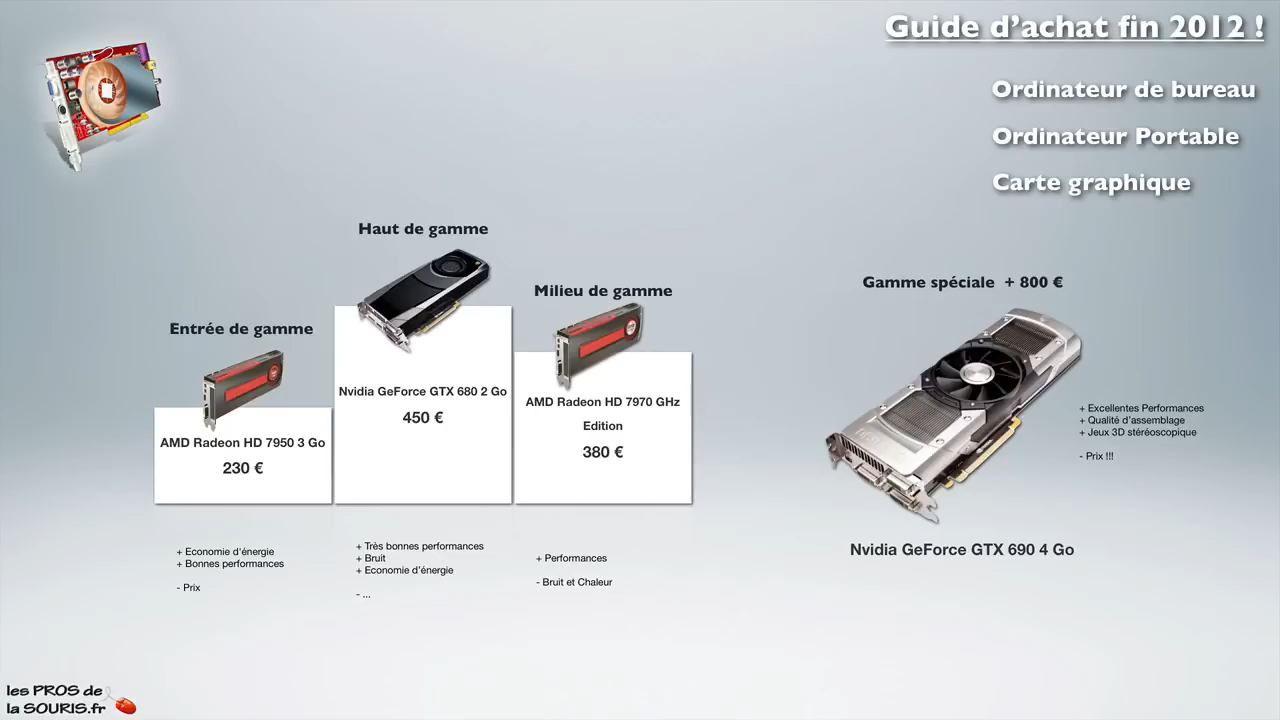 Guide d’achat fin 2012 !
Ordinateur de bureau
Ordinateur Portable
Carte graphique
Haut de gamme
Nvidia GeForce GTX 680 2 Go
450 €
Milieu de gamme
AMD Radeon HD 7970 GHz
Edition
380 €
Entrée de gamme
AMD Radeon HD 7950 3 Go
230 €
Gamme spéciale + 800 €
+ Excellentes Performances
+ Qualité d’assemblage
+ Jeux 3D stéréoscopique
- Prix !!!
Nvidia GeForce GTX 690 4 Go
+ Economie d’énergie
+ Bonnes performances
- Prix
+ Très bonnes performances
+ Bruit
+ Economie d’énergie
- ...
+ Performances
- Bruit et Chaleur
les PROS de
la SOURIS.fr